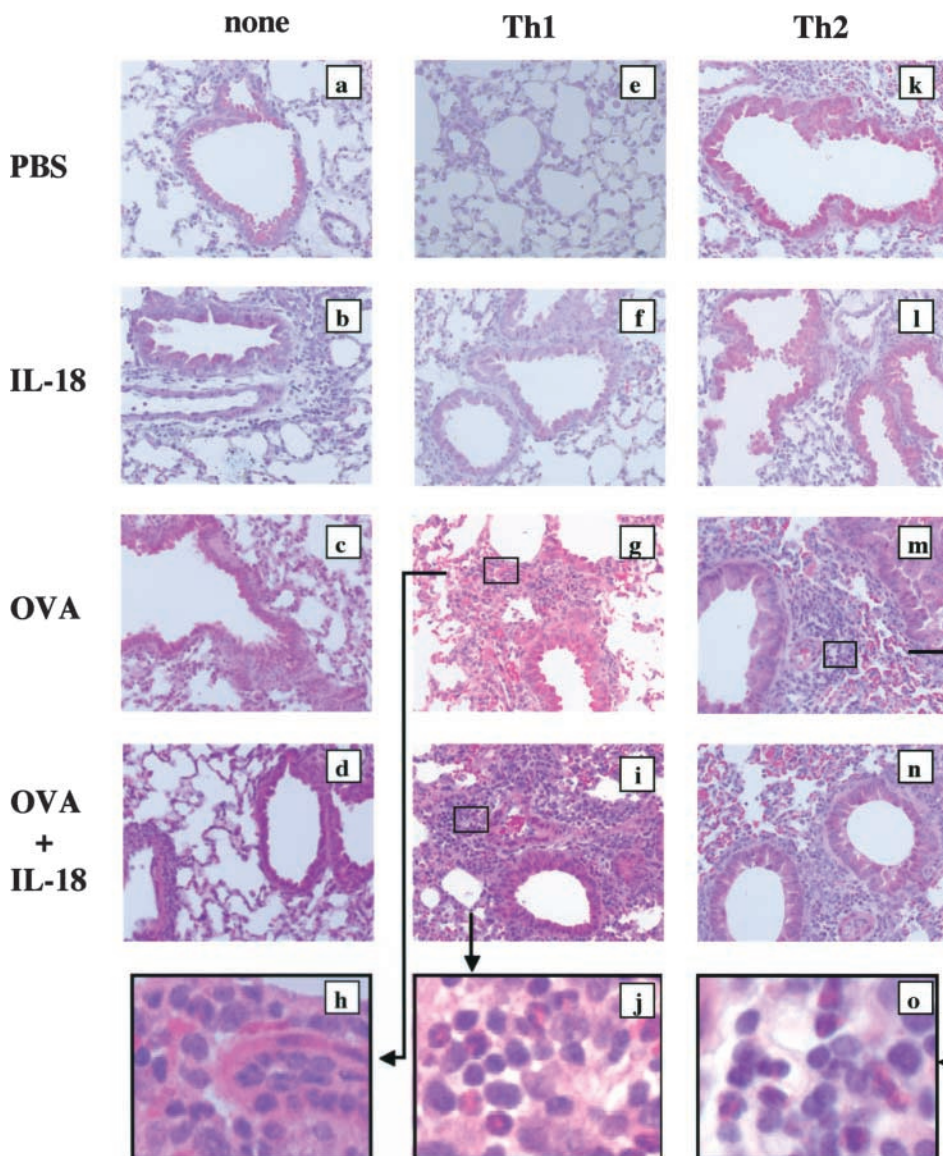 none Th1 Th2
PBS a e k
IL-18 b f l
OVA c g m
OVA
+
IL-18
d i n
h j o